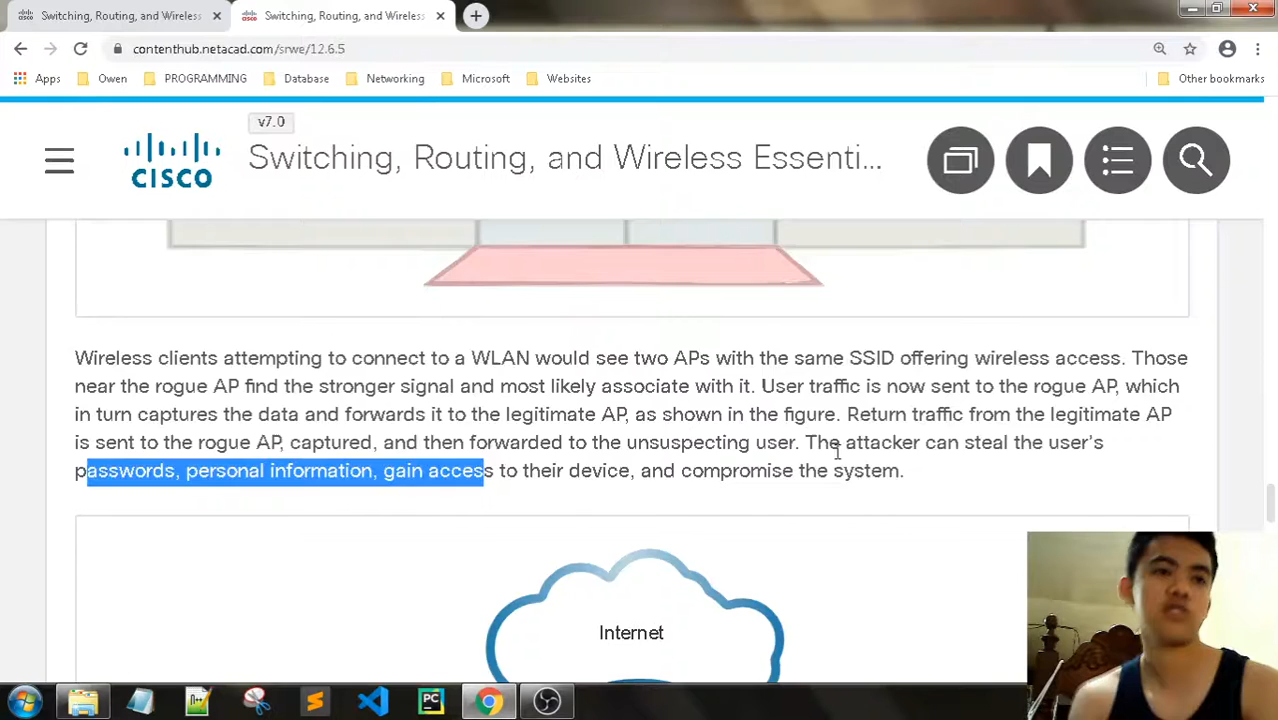 Switching, Routing, and Wireless
Switching, Routing, and Wireless
contenthub.netacad.com/srwe/12.6.5
Apps Owen PROGRAMMING Database Networking Microsoft Websites Other bookmarks
v7.0
CISCO
Switching, Routing, and Wireless Essenti...
Wireless clients attempting to connect to a WLAN would see two APs with the same SSID offering wireless access. Those
near the rogue AP find the stronger signal and most likely associate with it. User traffic is now sent to the rogue AP, which
in turn captures the data and forwards it to the legitimate AP, as shown in the figure. Return traffic from the legitimate AP
is sent to the rogue AP, captured, and then forwarded to the unsuspecting user. The attacker can steal the user's
passwords, personal information, gain access to their device, and compromise the system.
Internet
PC